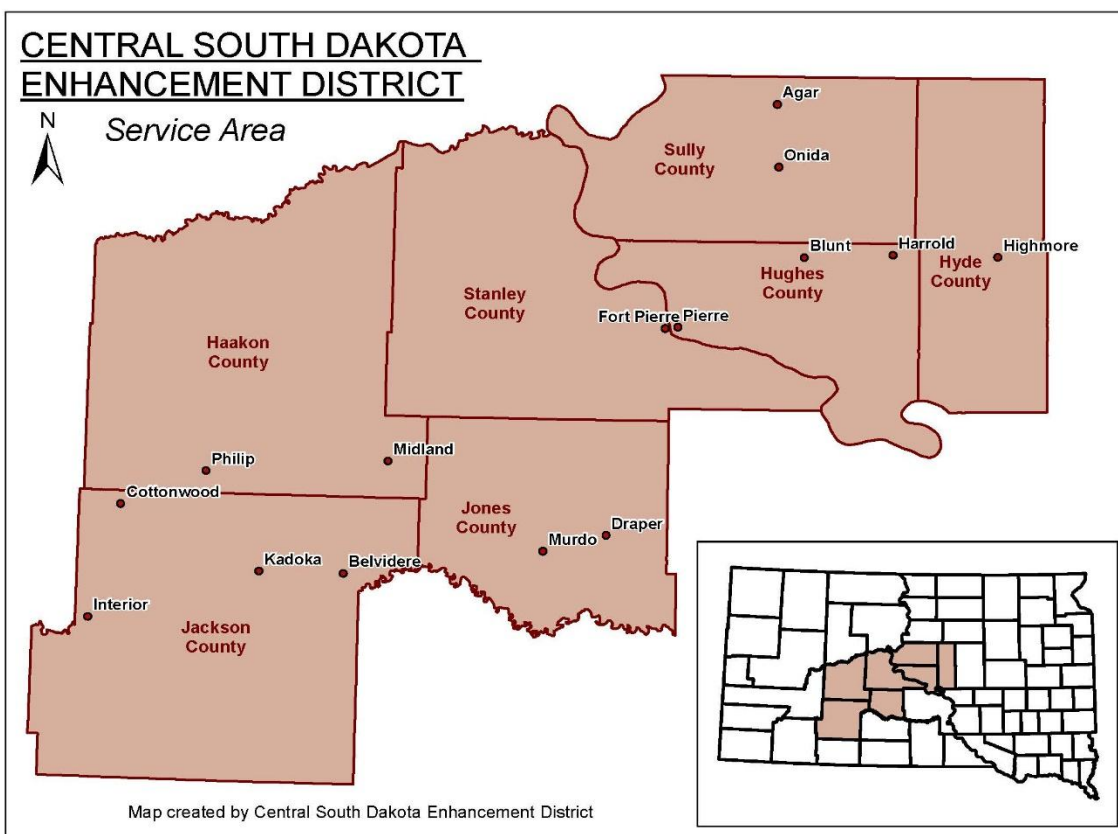 CENTRAL SOUTH DAKOTA
ENHANCEMENT DISTRICT
N
Service Area
Agar
Sully
County
Onida
Blunt
Harrold
Highmore
Hughes
County
Hyde
County
Stanley
County
Fort Pierre
Pierre
Haakon
County
Midland
Philip
Cottonwood
Jones
County
Draper
Murdo
Kadoka
Belvidere
Interior
Jackson
County
Map created by Central South Dakota Enhancement District